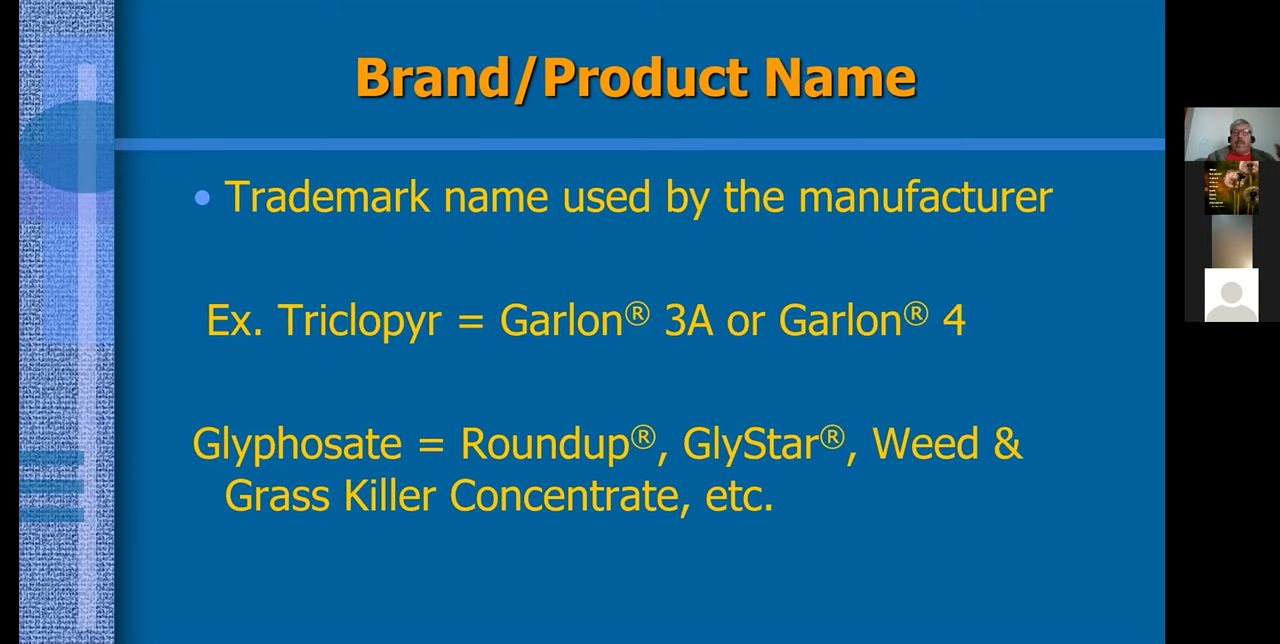 Brand/Product Name
• Trademark name used by the manufacturer
Ex. Triclopyr = Garlon® 3A or Garlon® 4
Glyphosate = Roundup®, GlyStar®, Weed &
Grass Killer Concentrate, etc.